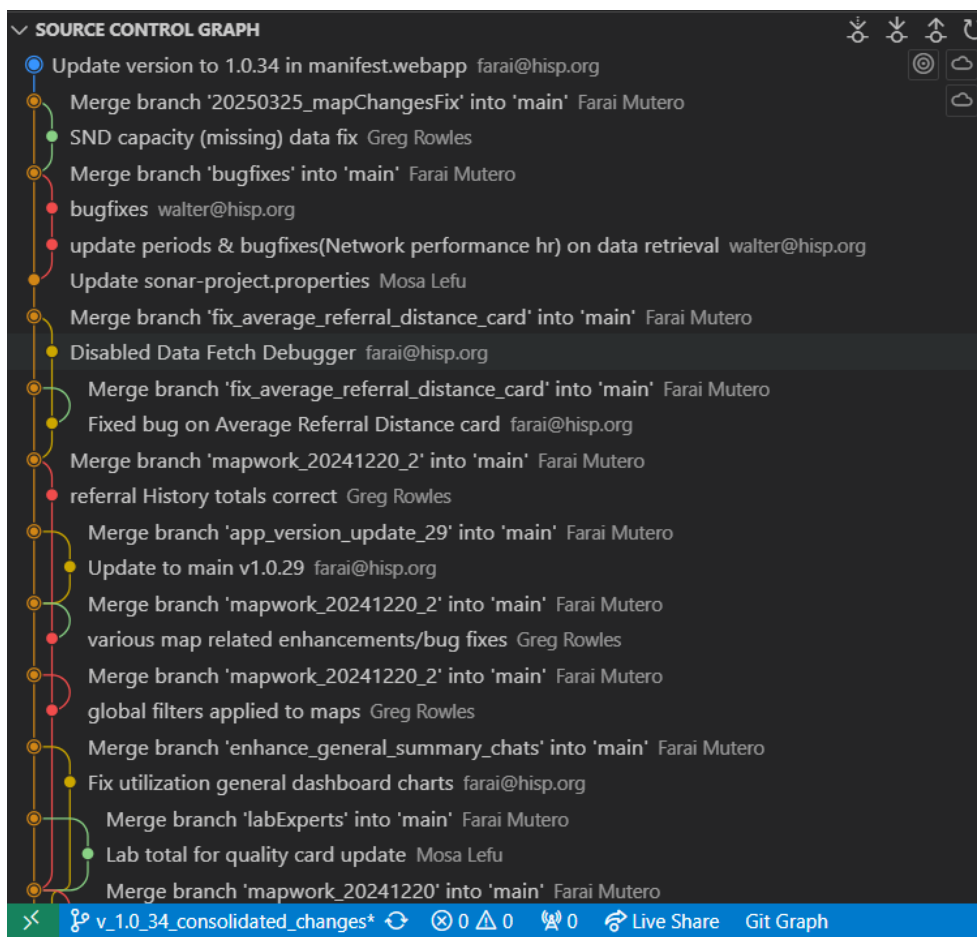 SOURCE CONTROL GRAPH
Update version to 1.0.34 in manifest.webapp farai@hisp.org
Merge branch '20250325_mapChangesFix' into 'main' Farai Mutero
SND capacity (missing) data fix Greg Rowles
Merge branch 'bugfixes' into 'main' Farai Mutero
bugfixes walter@hisp.org
update periods & bugfixes(Network performance hr) on data retrieval walter@hisp.org
Update sonar-project.properties Mosa Lefu
Merge branch 'fix_average_referral_distance_card' into 'main' Farai Mutero
Disabled Data Fetch Debugger farai@hisp.org
Merge branch 'fix_average_referral_distance_card' into 'main' Farai Mutero
Fixed bug on Average Referral Distance card farai@hisp.org
Merge branch 'mapwork_20241220_2' into 'main' Farai Mutero
referral History totals correct Greg Rowles
Merge branch 'app_version_update_29' into 'main' Farai Mutero
Update to main v1.0.29 farai@hisp.org
Merge branch 'mapwork_20241220_2' into 'main' Farai Mutero
various map related enhancements/bug fixes Greg Rowles
Merge branch 'mapwork_20241220_2' into 'main' Farai Mutero
global filters applied to maps Greg Rowles
Merge branch 'enhance_general_summary_chats' into 'main' Farai Mutero
Fix utilization general dashboard charts farai@hisp.org
Merge branch 'labExperts' into 'main' Farai Mutero
Lab total for quality card update Mosa Lefu
Merge branch 'mapwork_20241220' into 'main' Farai Mutero
v_1.0_34_consolidated_changes* 0 0 0 Live Share Git Graph